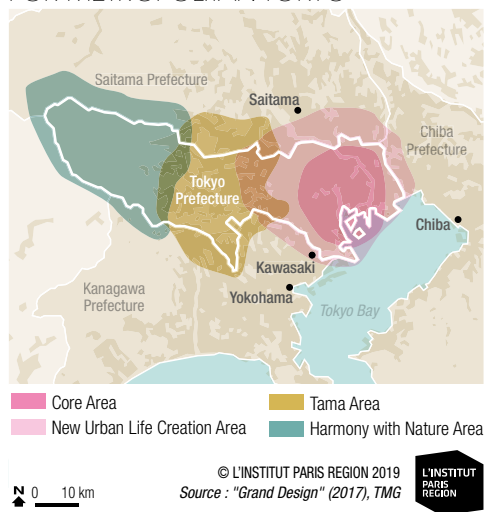 Saitama Prefecture
Saitama
Chiba
Prefecture
Tokyo
Prefecture
Chiba
Kawasaki
Kanagawa
Prefecture
Yokohama
Tokyo Bay
Core Area
Tama Area
New Urban Life Creation Area
Harmony with Nature Area
© L'INSTITUT PARIS REGION 2019
Source : "Grand Design" (2017), TMG
N 0 10 km
L'INSTITUT
PARIS
REGION